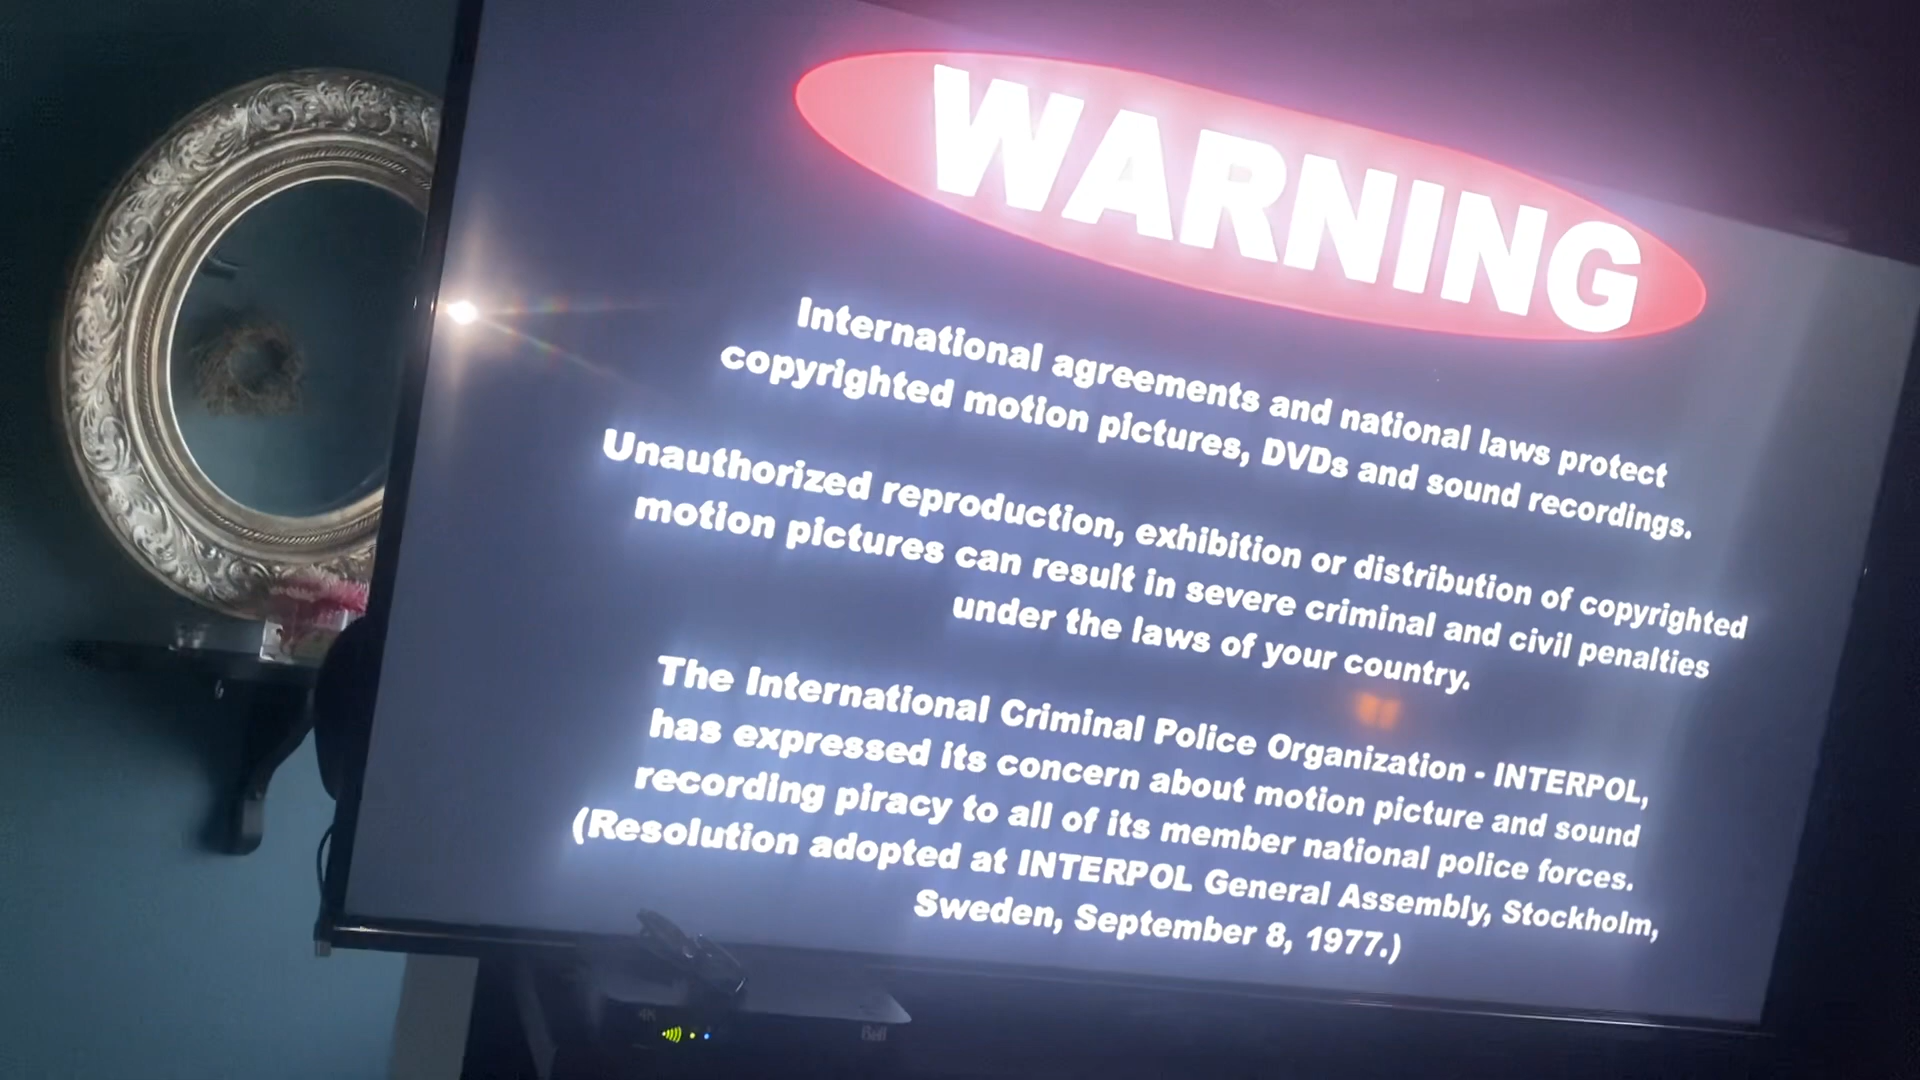 WARNING
International agreements and national laws protect
copyrighted motion pictures, DVDs and sound recordings.
Unauthorized reproduction, exhibition or distribution of copyrighted
motion pictures can result in severe criminal and civil penalties
under the laws of your country.
The International Criminal Police Organization - INTERPOL,
has expressed its concern about motion picture and sound
recording piracy to all of its member national police forces.
(Resolution adopted at INTERPOL General Assembly, Stockholm,
Sweden, September 8, 1977.)
4K
Bell